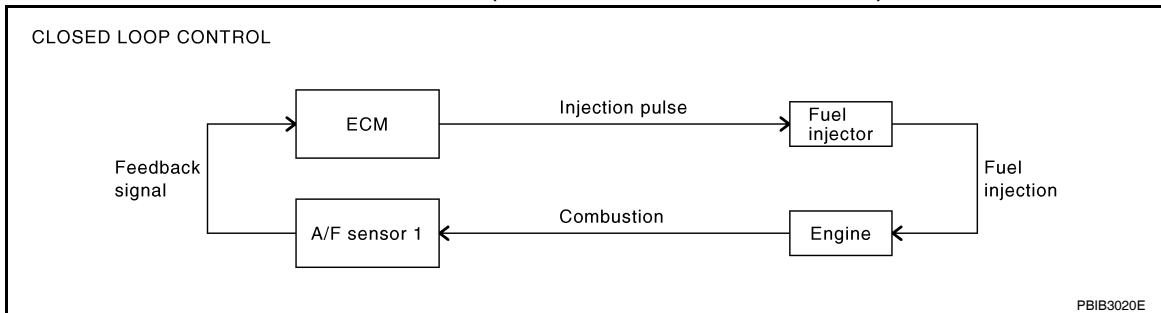 CLOSED LOOP CONTROL
ECM
Injection pulse
Fuel
injector
Feedback
signal
Fuel
injection
A/F sensor 1
Combustion
Engine
PBIB3020E